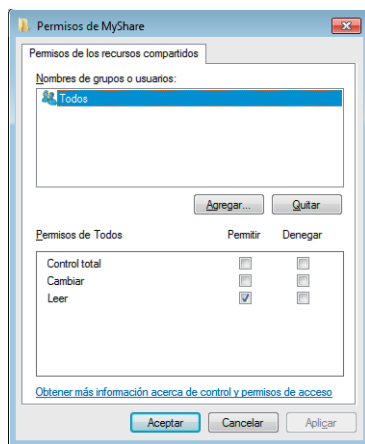 Permisos de MyShare
Permisos de los recursos compartidos
Nombres de grupos o usuarios:
Todos
Agregar... Quitar
Permisos de Todos Permitir Denegar
Control total
Cambiar
Leer
Obtener más información acerca de control y permisos de acceso
Aceptar Cancelar Aplicar